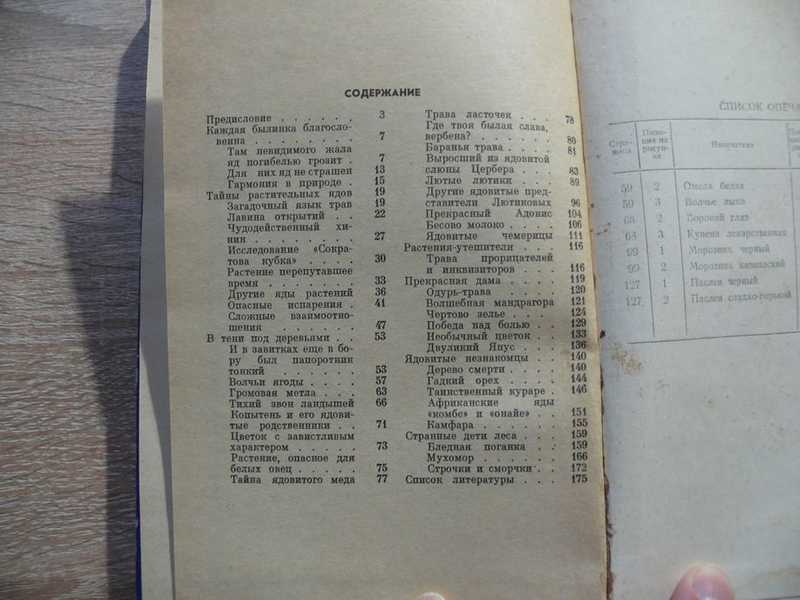 СОДЕРЖАНИЕ
Предисловие . . . . . . 3
Каждая былинка благосло-
венна . . . . . . . . 7
Там невидимого жала
яд погибелью грозит . 7
Для них яд не страшен 13
Гармония в природе . 15
Тайны растительных ядов 19
Загадочный язык трав 19
Лавина открытий . . 22
Чудодейственный хи-
нин . . . . . . . . 27
Исследование «Сокра-
това кубка» . . . . 30
Растение перепутавшее
время . . . . . . . 33
Другие яды растений 36
Опасные испарения . 41
Сложные взаимоотно-
шения . . . . . . 47
В тени под деревьями . . 53
И в завитках еще в бо-
ру был папоротник
тонкий . . . . . 53
Волчьи ягоды . . . . 57
Громовая метла . . . 63
Тихий звон ландышей 66
Копытень и его ядови-
тые родственники . . 71
Цветок с завистливым
характером . . . . . 73
Растение, опасное для
белых овец . . . . . 75
Тайна ядовитого меда 77
Трава ласточек . . . 78
Где твоя былая слава,
вербена? . . . . . . 80
Баранья трава . . . 81
Выросший из ядовитой
слюны Цербера . . . 83
Лютые лютики . . . . 89
Другие ядовитые пред-
ставители Лютиковых 96
Прекрасный Адонис 104
Бесово молоко . . . . 106
Ядовитые чемерицы 111
Растения-утешители . . . 116
Трава прорицателей
и инквизиторов . . . 116
Прекрасная дама . . . . 119
Одурь-трава . . . . 120
Волшебная мандрагора 121
Чертово зелье . . . . 124
Победа над болью . . 129
Необычный цветок . . 133
Двуликий Янус . . . 136
Ядовитые незнакомцы . . 140
Дерево смерти . . . . 140
Гадкий орех . . . . 144
Таинственный кураре . 146
Африканские яды
«комбе» и «онайе» . . 151
Камфара . . . . . . 155
Странные дети леса . . . 159
Бледная поганка . . . 159
Мухомор . . . . . . 166
Строчки и сморчки . . 172
Список литературы . . . 175
СПИСОК ОПЕЧА
Напечатано
59 2 Омела белая
59 3 Волчье лыко
68 2 Вороний глаз
68 3 Купена лекарственная
99 1 Морозник черный
99 2 Морозник кавказский
127 1 Паслен черный
127 2 Паслен сладко-горький